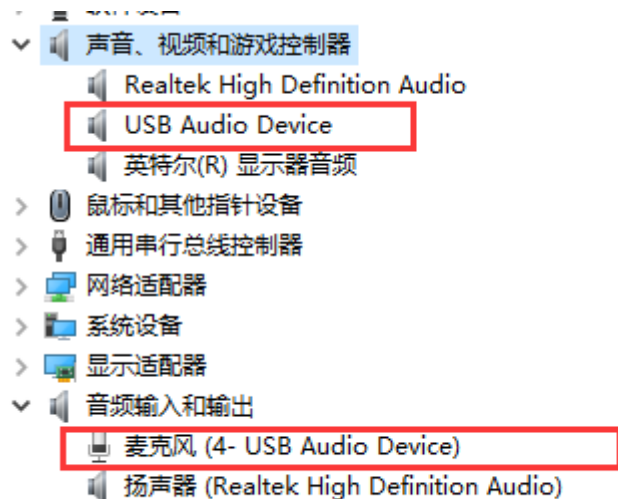 声音、视频和游戏控制器
Realtek High Definition Audio
USB Audio Device
英特尔(R) 显示器音频
鼠标和其他指针设备
通用串行总线控制器
网络适配器
系统设备
显示适配器
音频输入和输出
麦克风 (4- USB Audio Device)
扬声器 (Realtek High Definition Audio)